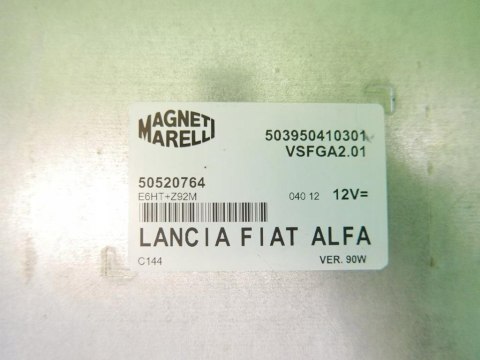 MAGNETI
MARELLI
503950410301
VSFGA2.01
50520764
E6HT+Z92M
040 12 12V=
LANCIA FIAT ALFA
C144 VER. 90W